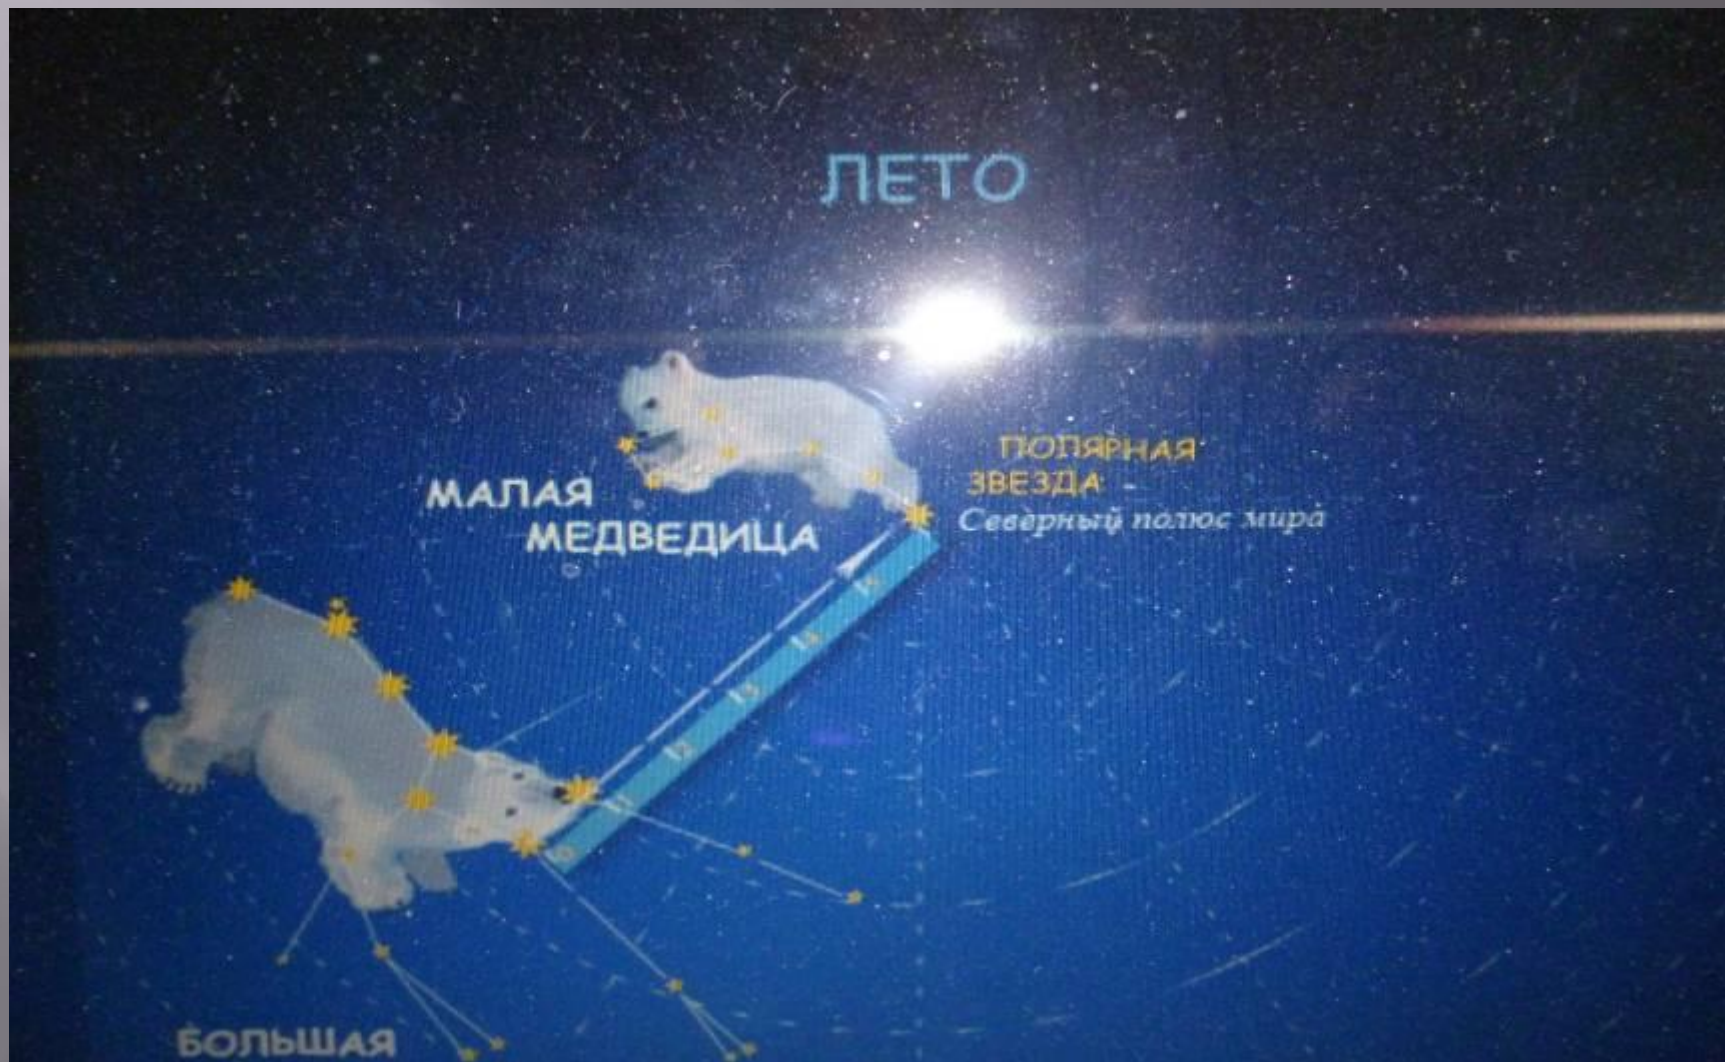 ЛЕТО
ПОЛЯРНАЯ
ЗВЕЗДА
Северный полюс мира
МАЛАЯ
МЕДВЕДИЦА
БОЛЬШАЯ